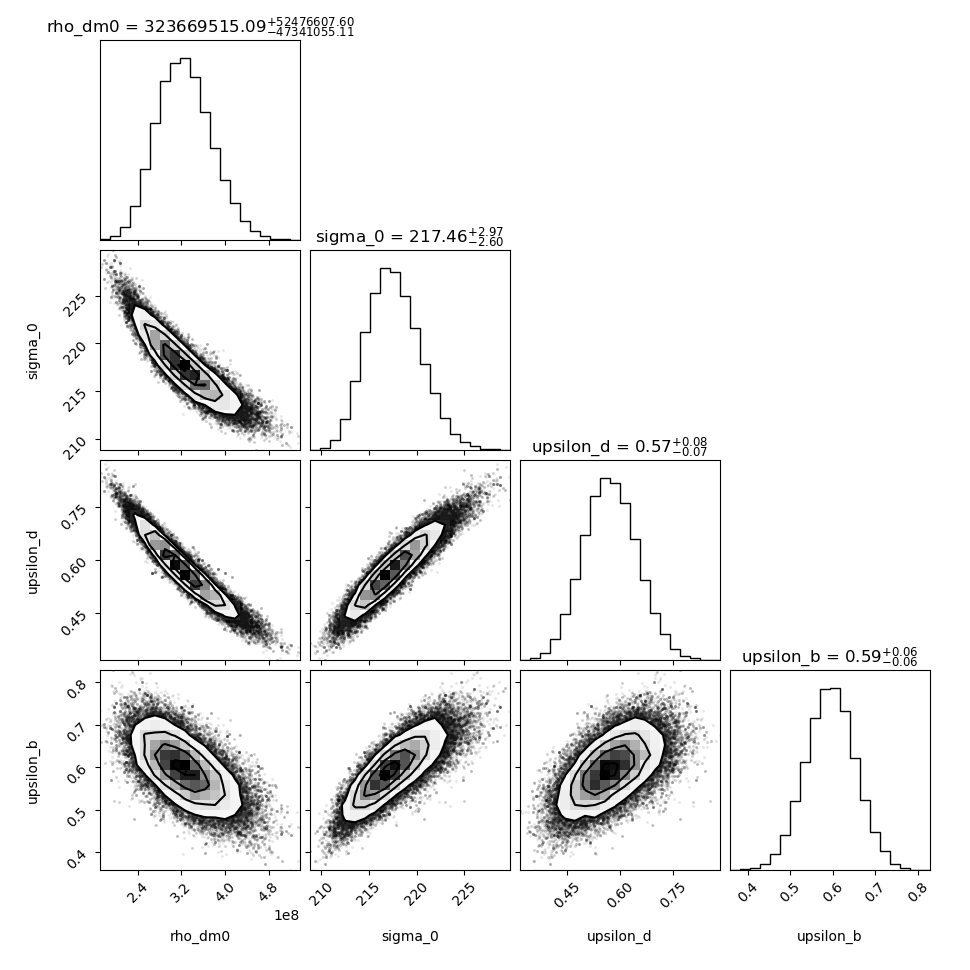 rho_dm0 = 323669515.09+52476607.60−47341055.11
sigma_0 = 217.46+2.97−2.60
225
220
215
210
sigma_0
upsilon_d = 0.57+0.08−0.07
0.75
0.60
0.45
upsilon_d
upsilon_b = 0.59+0.06−0.06
0.8
0.7
0.6
0.5
0.4
upsilon_b
2.4 3.2 4.0 4.8 210 215 220 225 0.45 0.60 0.75 0.4 0.5 0.6 0.7 0.8
1e8
rho_dm0 sigma_0 upsilon_d upsilon_b